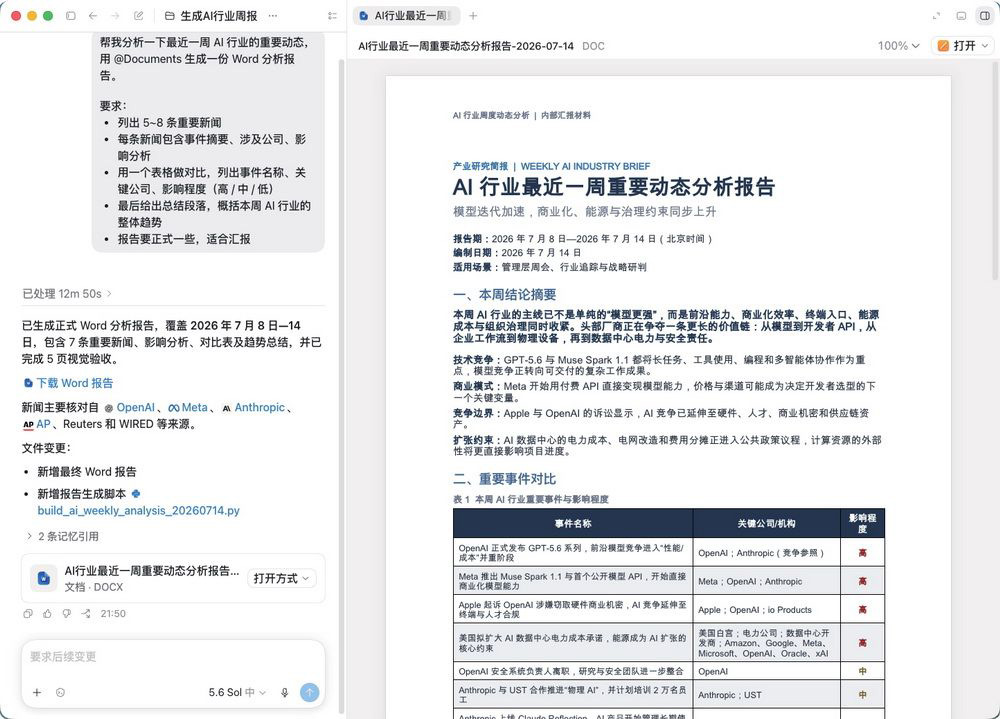 生成AI行业周报
帮我分析一下最近一周 AI 行业的重要动态,
用 @Documents 生成一份 Word 分析报
告。
要求：
• 列出 5~8 条重要新闻
• 每条新闻包含事件摘要、涉及公司、影
响分析
• 用一个表格做对比，列出事件名称、关
键公司、影响程度（高 / 中 / 低）
• 最后给出总结段落，概括本周 AI 行业的
整体趋势
• 报告要正式一些，适合汇报
已处理 12m 50s
已生成正式 Word 分析报告，覆盖 2026 年 7 月 8 日—14
日，包含 7 条重要新闻、影响分析、对比表及趋势总结，并已
完成 5 页视觉验收。
下载 Word 报告
新闻主要核对自 OpenAI、Meta、Anthropic、
AP AP、Reuters 和 WIRED 等来源。
文件变更：
• 新增最终 Word 报告
• 新增报告生成脚本
build_ai_weekly_analysis_20260714.py
2 条记忆引用
AI行业最近一周重要动态分析报告...
文档 · DOCX
打开方式
21:50
要求后续变更
5.6 Sol 中
AI行业最近一周重
AI行业最近一周重要动态分析报告-2026-07-14 DOC
100%
打开
AI 行业周度动态分析 | 内部汇报材料
产业研究简报 | WEEKLY AI INDUSTRY BRIEF
AI 行业最近一周重要动态分析报告
模型迭代加速，商业化、能源与治理约束同步上升
报告期：2026 年 7 月 8 日—2026 年 7 月 14 日（北京时间）
编制日期：2026 年 7 月 14 日
适用场景：管理层周会、行业追踪与战略研判
一、本周结论摘要
本周 AI 行业的主线已不是单纯的“模型更强”，而是前沿能力、商业化效率、终端入口、能源
成本与组织治理同时收紧。头部厂商正在争夺一条更长的价值链：从模型到开发者 API，从
企业工作流到物理设备，再到数据中心电力与安全责任。
技术竞争：GPT-5.6 与 Muse Spark 1.1 都将长任务、工具使用、编程和多智能体协作作为重
点，模型竞争正转向可交付的复杂工作成果。
商业模式：Meta 开始用付费 API 直接变现模型能力，价格与渠道可能成为决定开发者选型的下
一个关键变量。
竞争边界：Apple 与 OpenAI 的诉讼显示，AI 竞争已延伸至硬件、人才、商业机密和供应链资
产。
扩张约束：AI 数据中心的电力成本、电网改造和费用分摊正进入公共政策议程，计算资源的外部
性将更直接影响项目进度。
二、重要事件对比
表 1 本周 AI 行业重要事件与影响程度
事件名称 关键公司/机构 影响程
度
OpenAI 正式发布 GPT-5.6 系列，前沿模型竞争进入“性能/
成本”并重阶段
OpenAI；Anthropic（竞争参照） 高
Meta 推出 Muse Spark 1.1 与首个公开模型 API，开始直接
商业化模型能力
Meta；OpenAI；Anthropic 高
Apple 起诉 OpenAI 涉嫌窃取硬件商业机密，AI 竞争延伸至
终端与人才合规
Apple；OpenAI；io Products 高
美国拟扩大 AI 数据中心电力成本承诺，能源成为 AI 扩张的
核心约束
美国白宫；电力公司；数据中心开
发商；Amazon、Google、Meta、
Microsoft、OpenAI、Oracle、xAI
高
OpenAI 安全系统负责人离职，研究与安全团队进一步整合 OpenAI 中
Anthropic 与 UST 合作推进“物理 AI”，并计划培训 2 万名员
工
Anthropic；UST 中